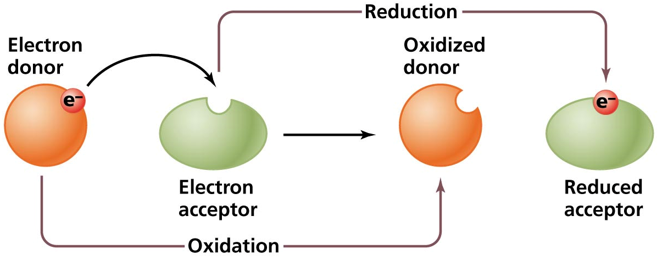 Reduction
Electron
donor
Oxidized
donor
e–
e–
Electron
acceptor
Reduced
acceptor
Oxidation